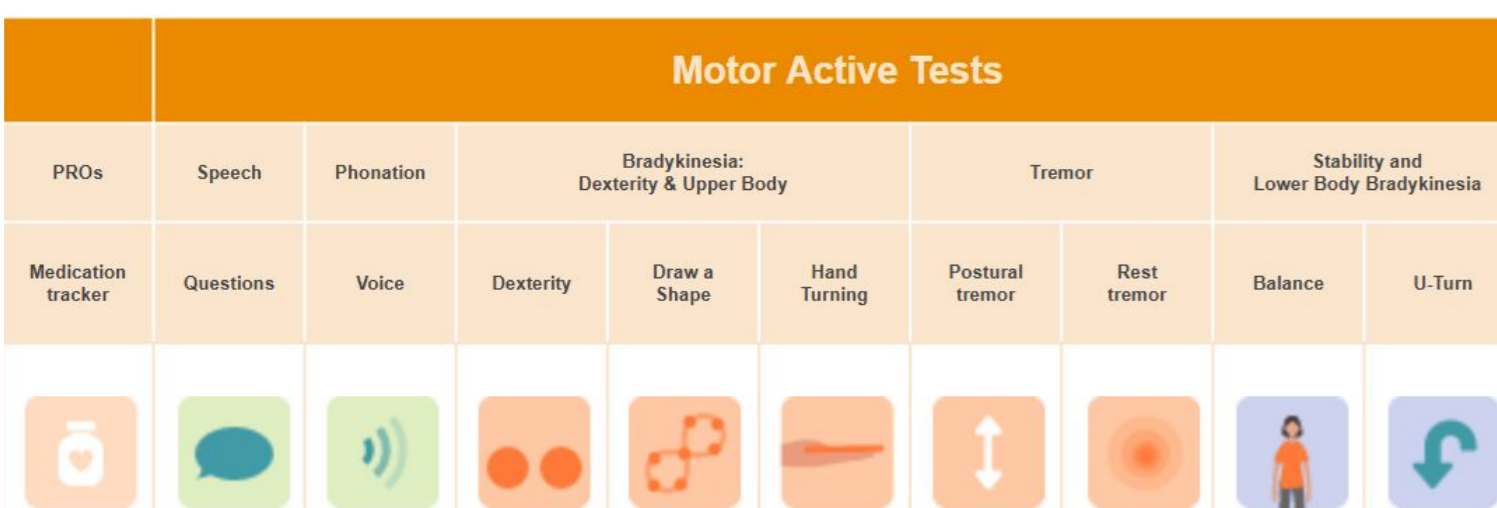 Motor Active Tests
PROs
Speech
Phonation
Bradykinesia:
Dexterity & Upper Body
Tremor
Stability and
Lower Body Bradykinesia
Medication
tracker
Questions
Voice
Dexterity
Draw a
Shape
Hand
Turning
Postural
tremor
Rest
tremor
Balance
U-Turn